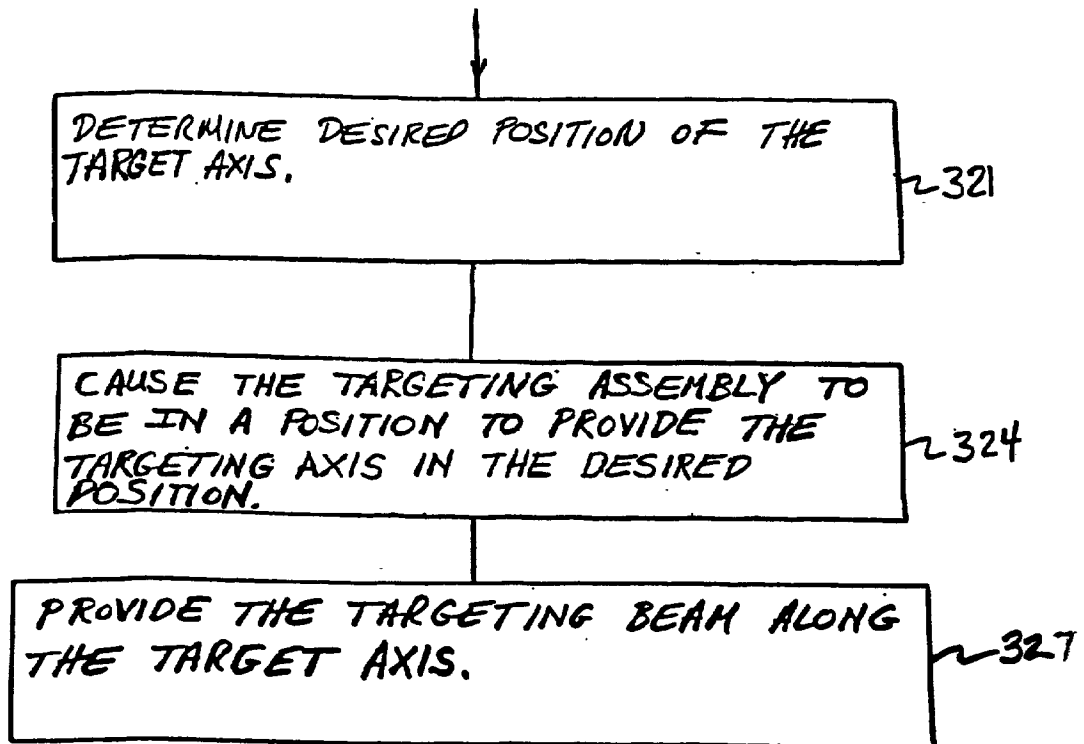 DETERMINE DESIRED POSITION OF THE
TARGET AXIS.
321
CAUSE THE TARGETING ASSEMBLY TO
BE IN A POSITION TO PROVIDE THE
TARGETING AXIS IN THE DESIRED
POSITION.
324
PROVIDE THE TARGETING BEAM ALONG
THE TARGET AXIS.
327